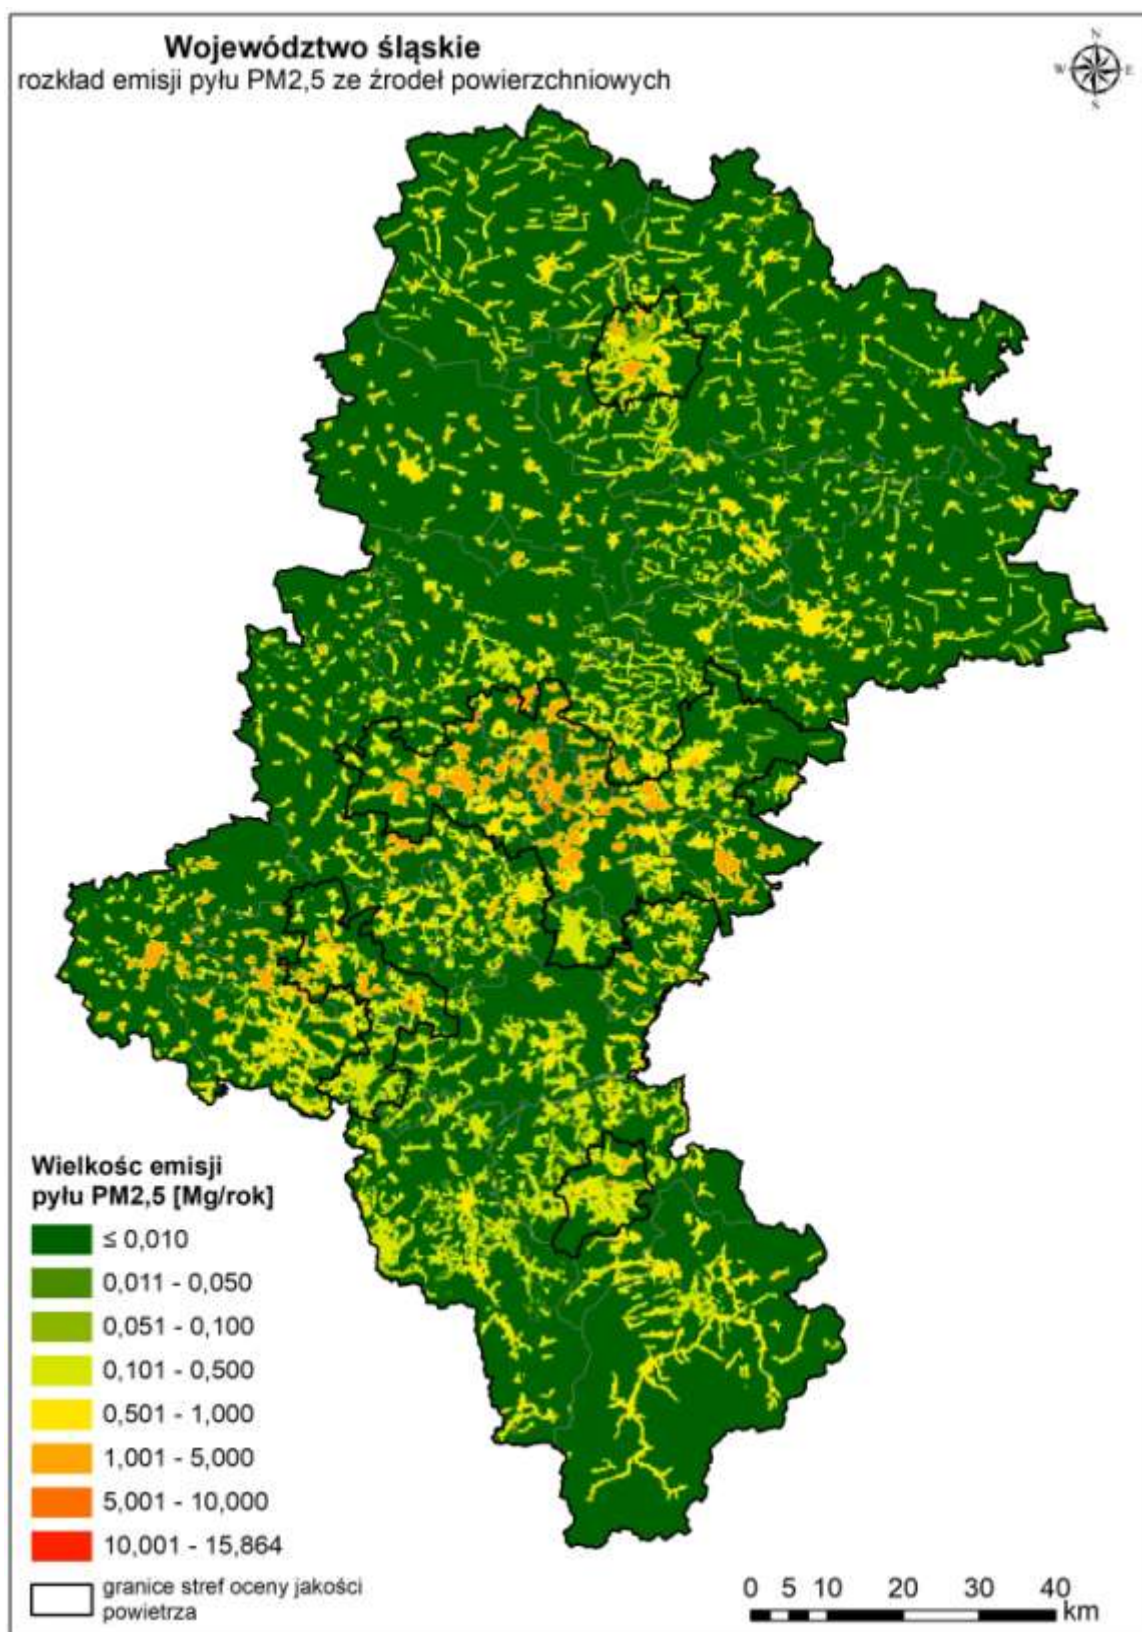 Województwo śląskie
rozkład emisji pyłu PM2,5 ze źrodeł powierzchniowych
N
W E
S
Wielkośc emisji
pyłu PM2,5 [Mg/rok]
≤ 0,010
0,011 - 0,050
0,051 - 0,100
0,101 - 0,500
0,501 - 1,000
1,001 - 5,000
5,001 - 10,000
10,001 - 15,864
granice stref oceny jakości
powietrza
0 5 10 20 30 40
km